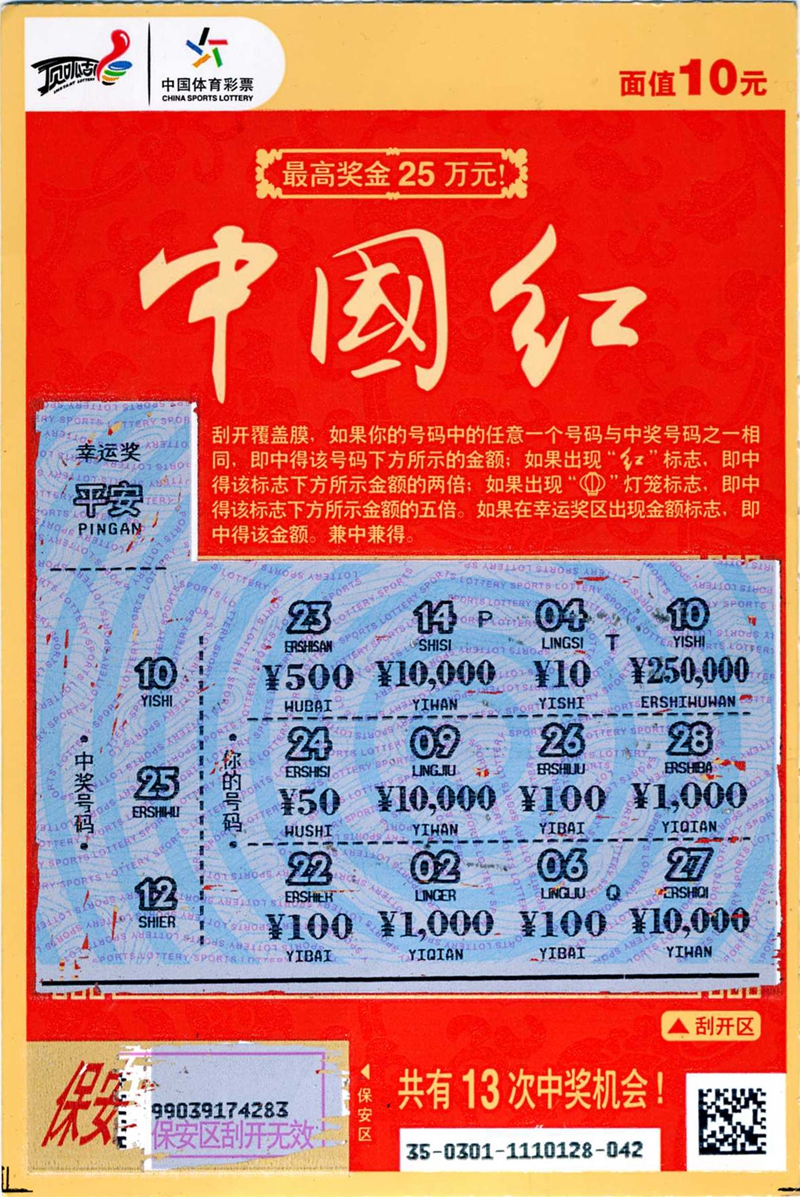 顶呱刮
中国体育彩票
CHINA SPORTS LOTTERY
面值10元
最高奖金 25 万元!
中國红
刮开覆盖膜，如果你的号码中的任意一个号码与中奖号码之一相
同，即中得该号码下方所示的金额；如果出现“红”标志，即中
得该标志下方所示金额的两倍；如果出现“”灯笼标志，即中
得该标志下方所示金额的五倍。如果在幸运奖区出现金额标志，即
中得该金额。兼中兼得。
幸运奖
平安
PINGAN
中奖号码
10
YISHI
25
ERSHIWU
12
SHIER
你的号码
23 14 P 04 10
ERSHISAN SHISI LINGSI T YISHI
¥500 ¥10,000 ¥10 ¥250,000
WUBAI YIWAN YISHI ERSHIWUWAN
24 09 26 28
ERSHISI LINGJIU ERSHILIU ERSHIBA
¥50 ¥10,000 ¥100 ¥1,000
WUSHI YIWAN YIBAI YIQIAN
22 02 06 27
ERSHIER LINGER LINGLIU Q ERSHIQI
¥100 ¥1,000 ¥100 ¥10,000
YIBAI YIQIAN YIBAI YIWAN
▲刮开区
保安
99039174283
保安区刮开无效
保安区
共有 13 次中奖机会！
35-0301-1110128-042